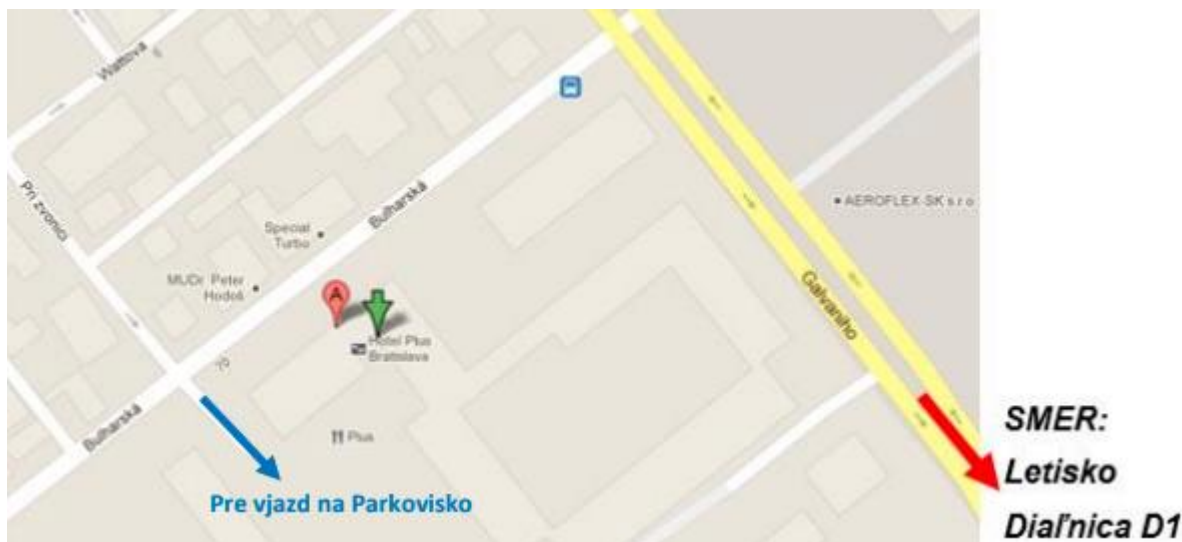 Wattova
Pri zvonici
Bulharská
Special
Turbo
MUDr. Peter
Hodoš
A
Hotel Plus
Bratislava
70
Bulharská
Plus
Pre vjazd na Parkovisko
AEROFLEX-SK s r o
Galvaniho
SMER:
Letisko
Diaľnica D1